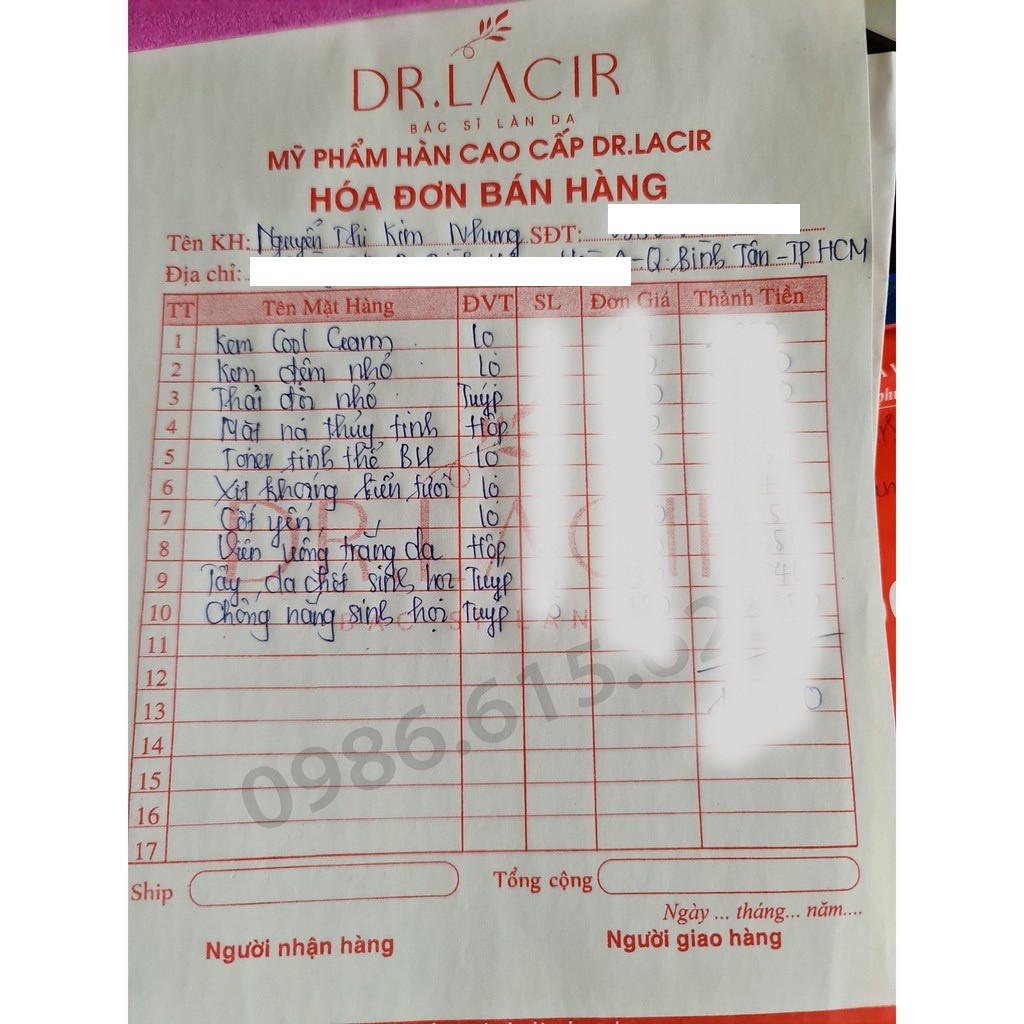 DR.LACIR
BÁC SĨ LÀN DA
MỸ PHẨM HÀN CAO CẤP DR.LACIR
HÓA ĐƠN BÁN HÀNG
Tên KH: Nguyễn Thị Kim Nhung SĐT:
Địa chỉ: Q. Bình Tân - TP HCM
TT Tên Mặt Hàng ĐVT SL Đơn Giá Thành Tiền
1 Kem Cool Cearm lọ
2 Kem đệm nhỏ lọ
3 Thải độc nhỏ Tuýp
4 Mặt nạ thủy tinh Hộp
5 Toner tinh thể BH lọ
6 Xịt khoáng lọ
7 Cốt yến lọ
8 Viên uống trắng da Hộp
9 Tẩy da chết sinh học Tuýp
10 Chống nắng sinh học Tuýp
11
12
13
14
15
16
17
DR.LACIR
BÁC SĨ LÀN
0986.615.
Ship Tổng cộng
Ngày ... tháng... năm....
Người nhận hàng Người giao hàng